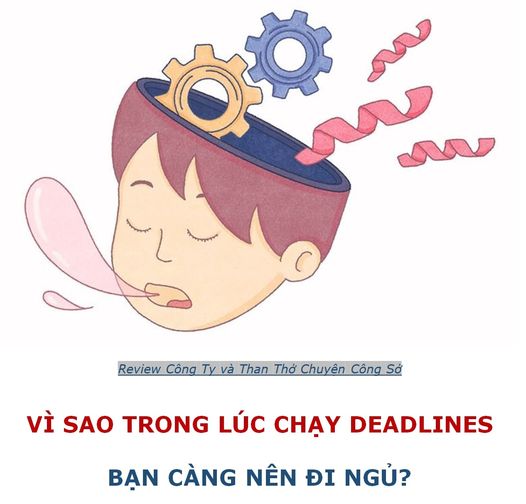 Review Công Ty và Than Thở Chuyên Công Sở
VÌ SAO TRONG LÚC CHẠY DEADLINES
BẠN CÀNG NÊN ĐI NGỦ?